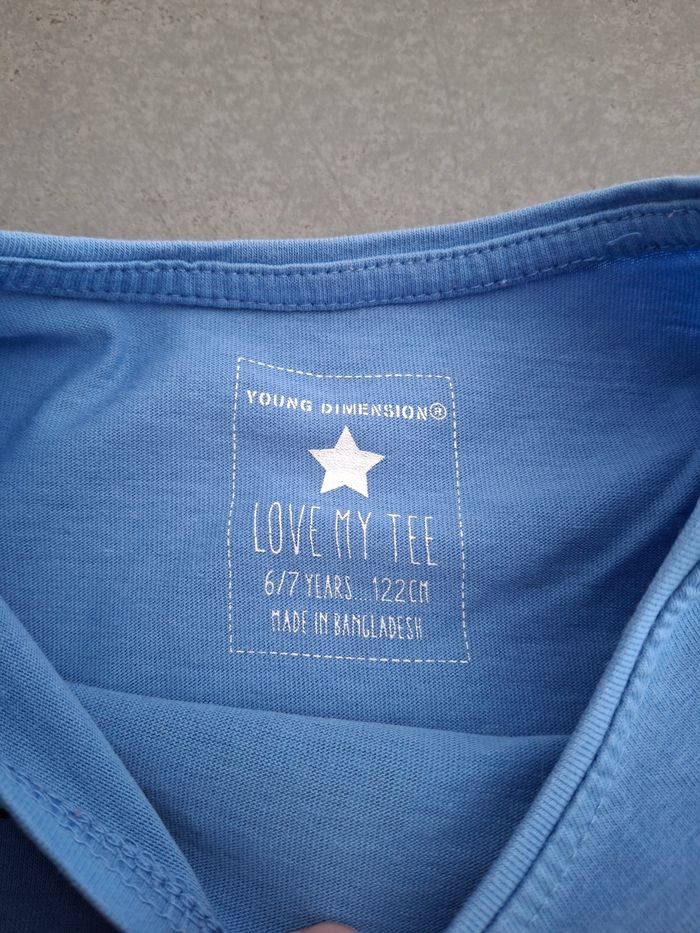 YOUNG DIMENSION®
LOVE MY TEE
6/7 YEARS...122CM
MADE IN BANGLADESH